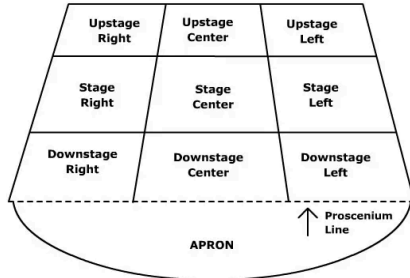 Upstage
Right
Upstage
Center
Upstage
Left
Stage
Right
Stage
Center
Stage
Left
Downstage
Right
Downstage
Center
Downstage
Left
Proscenium
Line
APRON